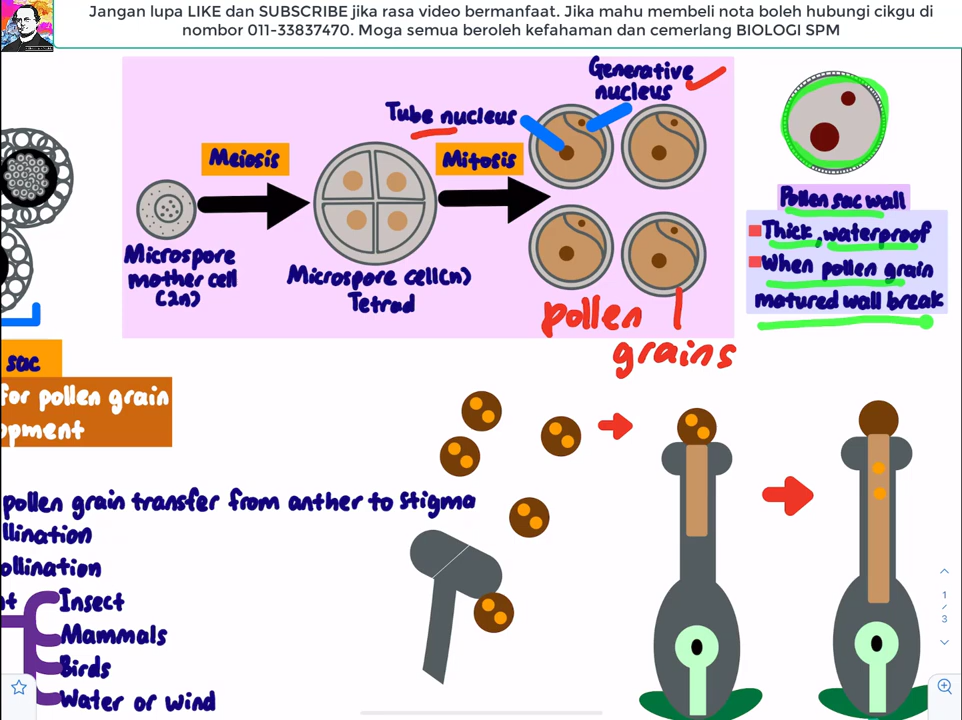 Jangan lupa LIKE dan SUBSCRIBE jika rasa video bermanfaat. Jika mahu membeli nota boleh hubungi cikgu di
nombor 011-33837470. Moga semua beroleh kefahaman dan cemerlang BIOLOGI SPM
Generative
nucleus
Tube nucleus
Meiosis
Mitosis
Microspore
mother cell
(2n)
Microspore cell(n)
Tetrad
pollen
grains
Pollen sac wall
Thick, waterproof
When pollen grain
matured wall break
sac
for pollen grain
opment
pollen grain transfer from anther to stigma
llination
ollination
t
Insect
Mammals
Birds
Water or wind
1
/
3